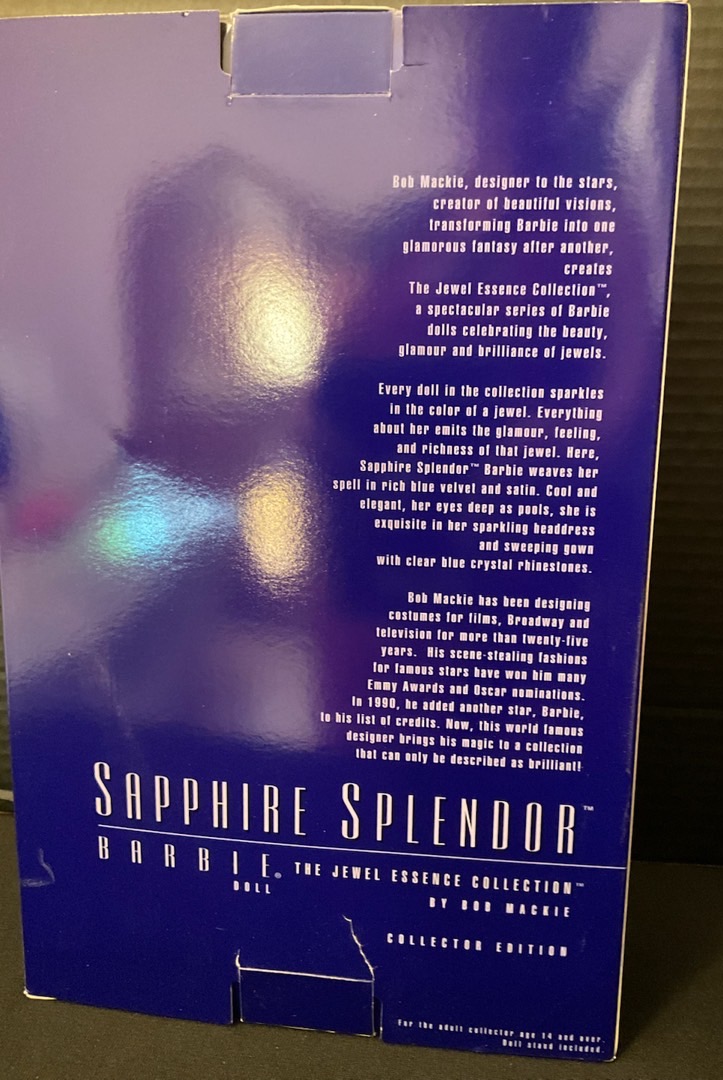 Bob Mackie, designer to the stars,
creator of beautiful visions,
transforming Barbie into one
glamorous fantasy after another,
creates
The Jewel Essence Collection™,
a spectacular series of Barbie
dolls celebrating the beauty,
glamour and brilliance of jewels.
Every doll in the collection sparkles
in the color of a jewel. Everything
about her emits the glamour, feeling,
and richness of that jewel. Here,
Sapphire Splendor™ Barbie weaves her
spell in rich blue velvet and satin. Cool and
elegant, her eyes deep as pools, she is
exquisite in her sparkling headdress
and sweeping gown
with clear blue crystal rhinestones.
Bob Mackie has been designing
costumes for films, Broadway and
television for more than twenty-five
years. His scene-stealing fashions
for famous stars have won him many
Emmy Awards and Oscar nominations.
In 1990, he added another star, Barbie,
to his list of credits. Now, this world famous
designer brings his magic to a collection
that can only be described as brilliant!
SAPPHIRE SPLENDOR™
BARBIE® THE JEWEL ESSENCE COLLECTION™
DOLL
BY BOB MACKIE
COLLECTOR EDITION
For the adult collector age 14 and over.
Doll stand included.